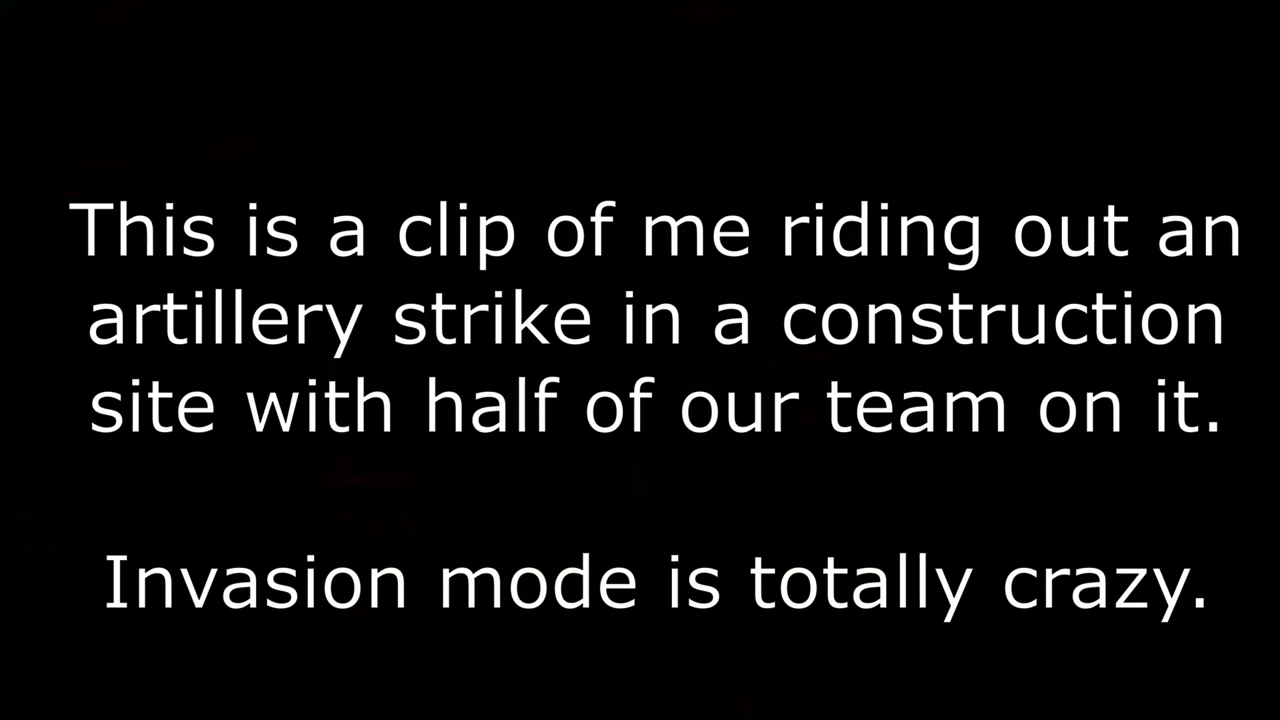 This is a clip of me riding out an
artillery strike in a construction
site with half of our team on it.
Invasion mode is totally crazy.